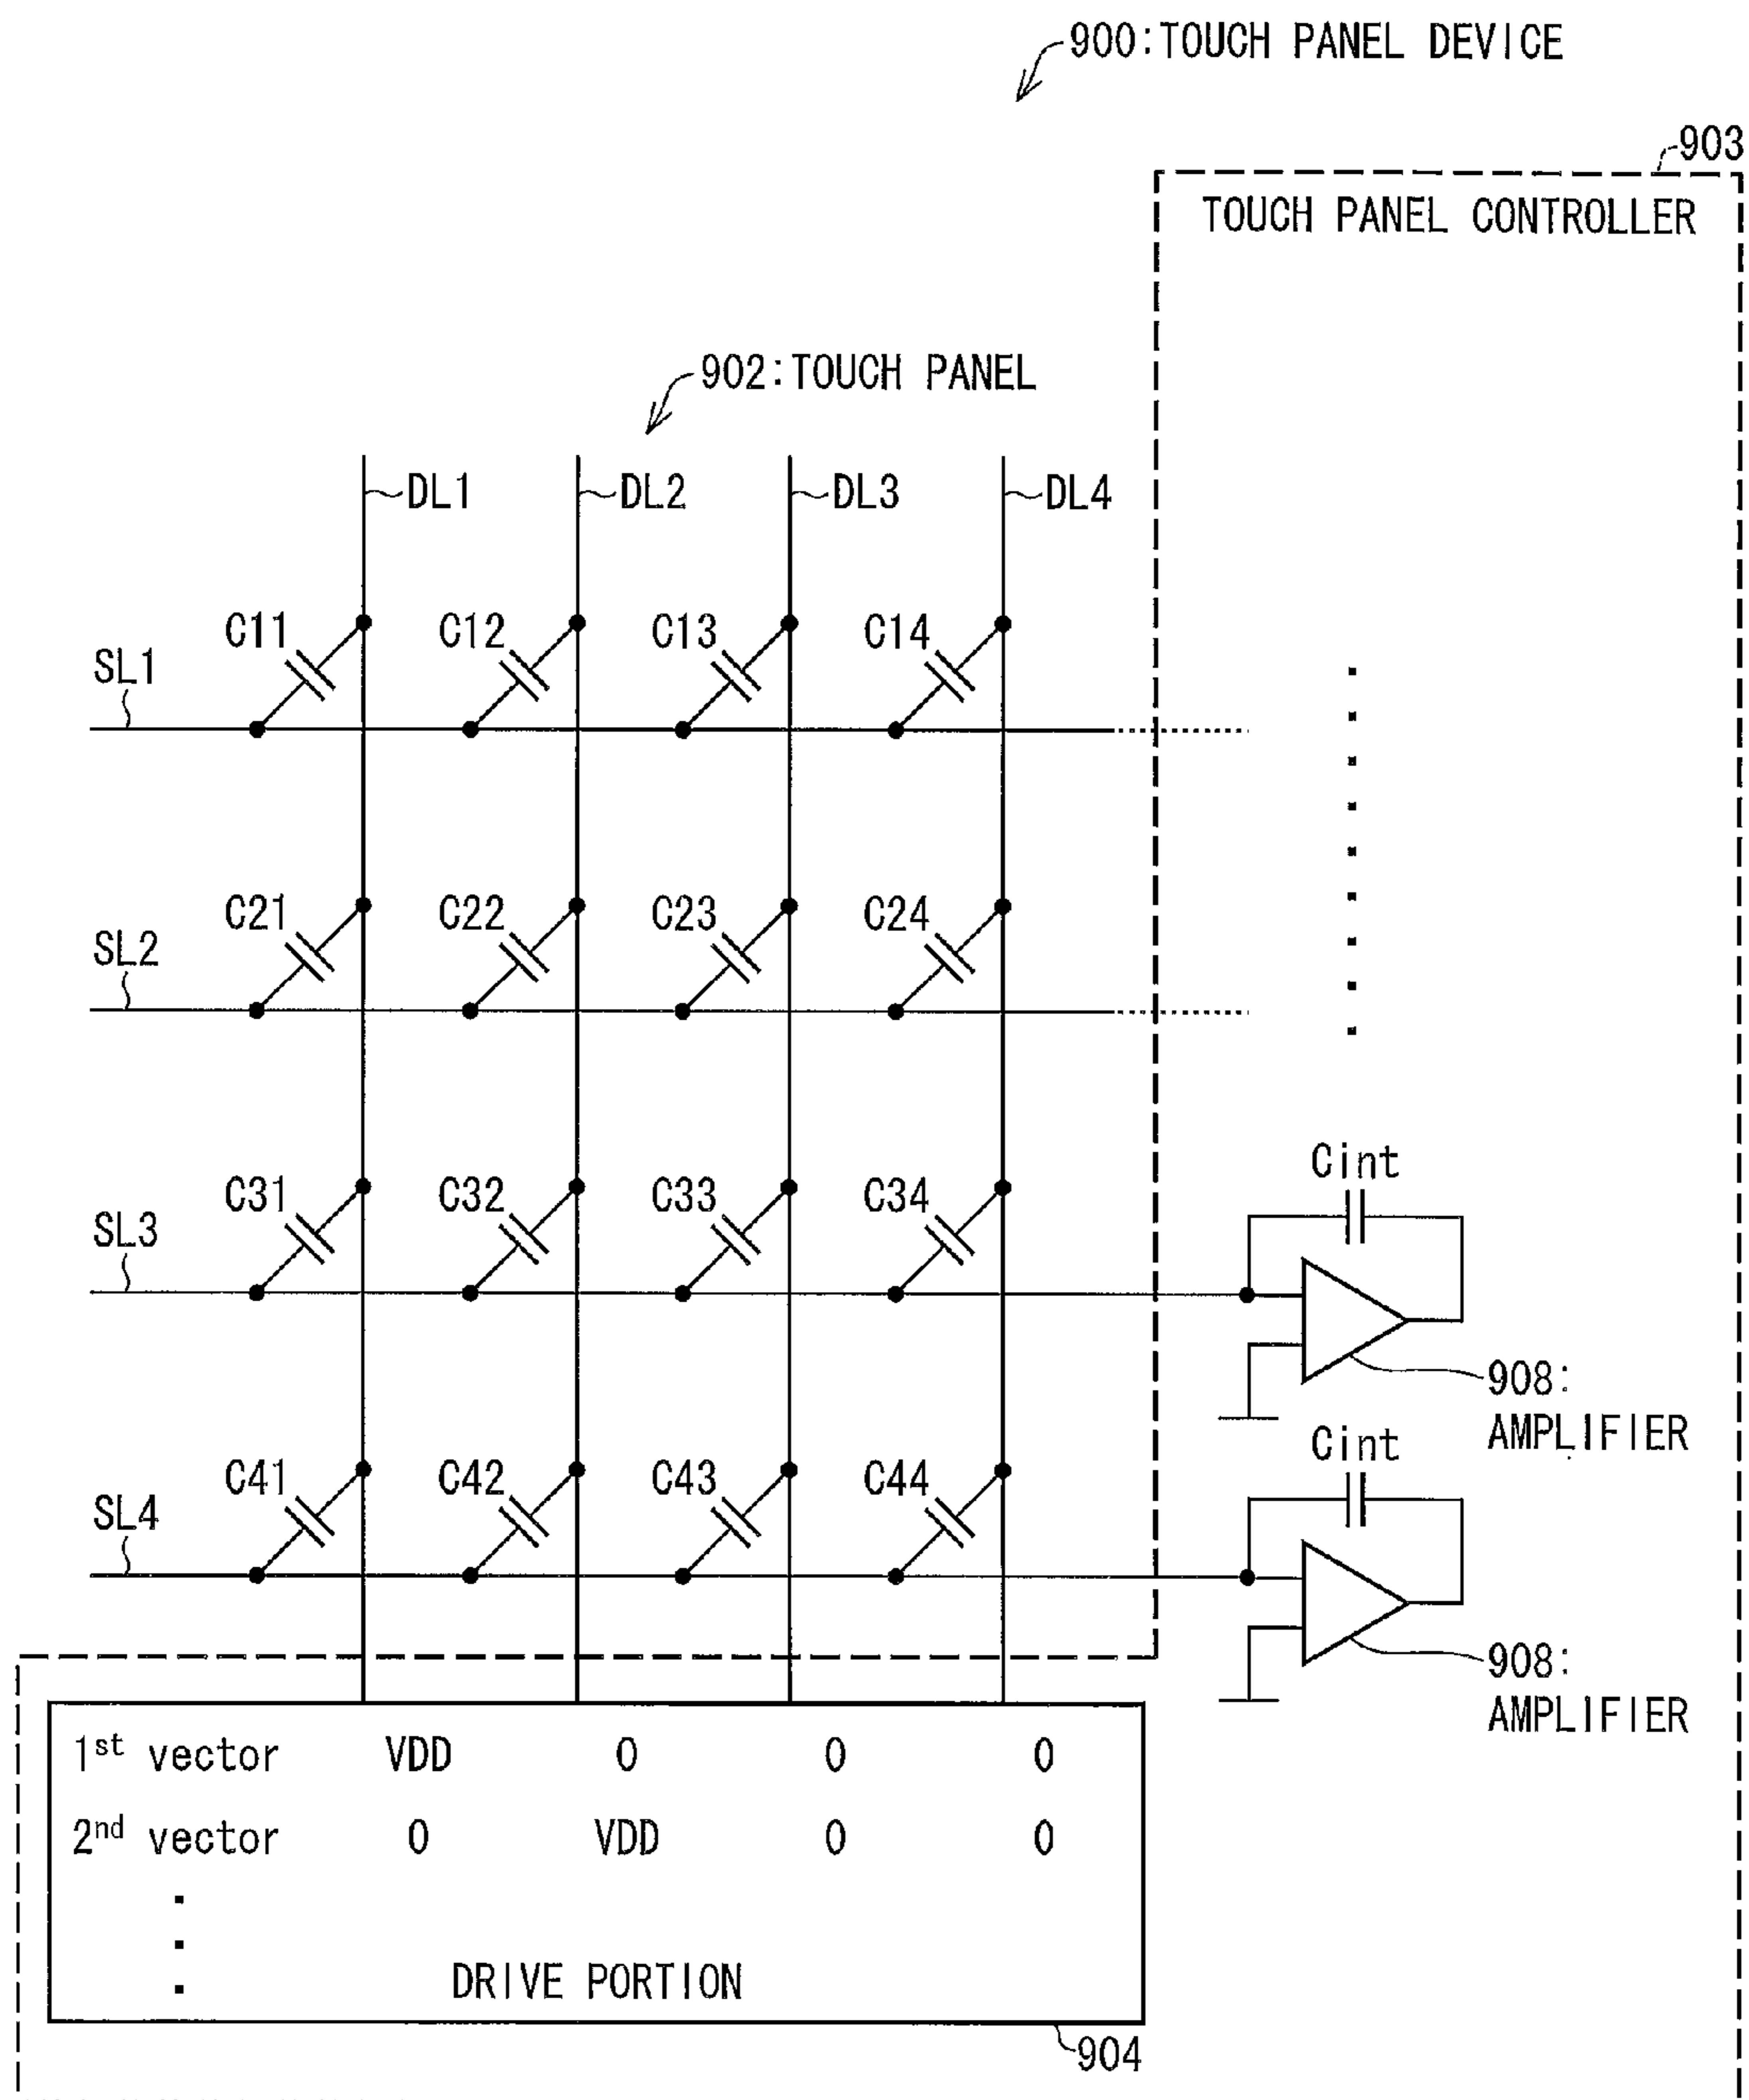 900:TOUCH PANEL DEVICE
903
TOUCH PANEL CONTROLLER
902:TOUCH PANEL
DL1 DL2 DL3 DL4
C11 C12 C13 C14
SL1
C21 C22 C23 C24
SL2
Cint
C31 C32 C33 C34
SL3
908:
AMPLIFIER
Cint
C41 C42 C43 C44
SL4
908:
AMPLIFIER
1st vector VDD 0 0 0
2nd vector 0 VDD 0 0
DRIVE PORTION
904